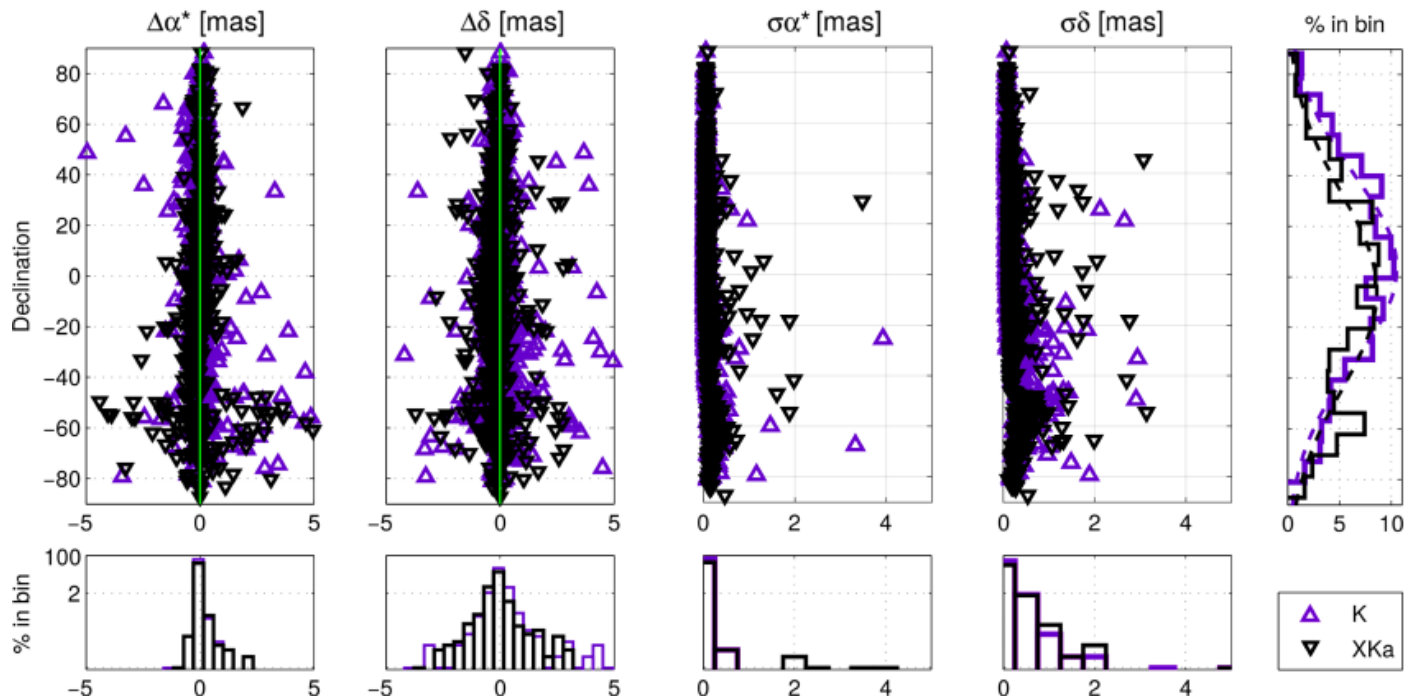 Δα* [mas] Δδ [mas] σα* [mas] σδ [mas] % in bin
Declination
80
60
40
20
0
−20
−40
−60
−80
−5 0 5 −5 0 5 0 2 4 0 2 4 0 5 10
% in bin
100
2
K
XKa
−5 0 5 −5 0 5 0 2 4 0 2 4